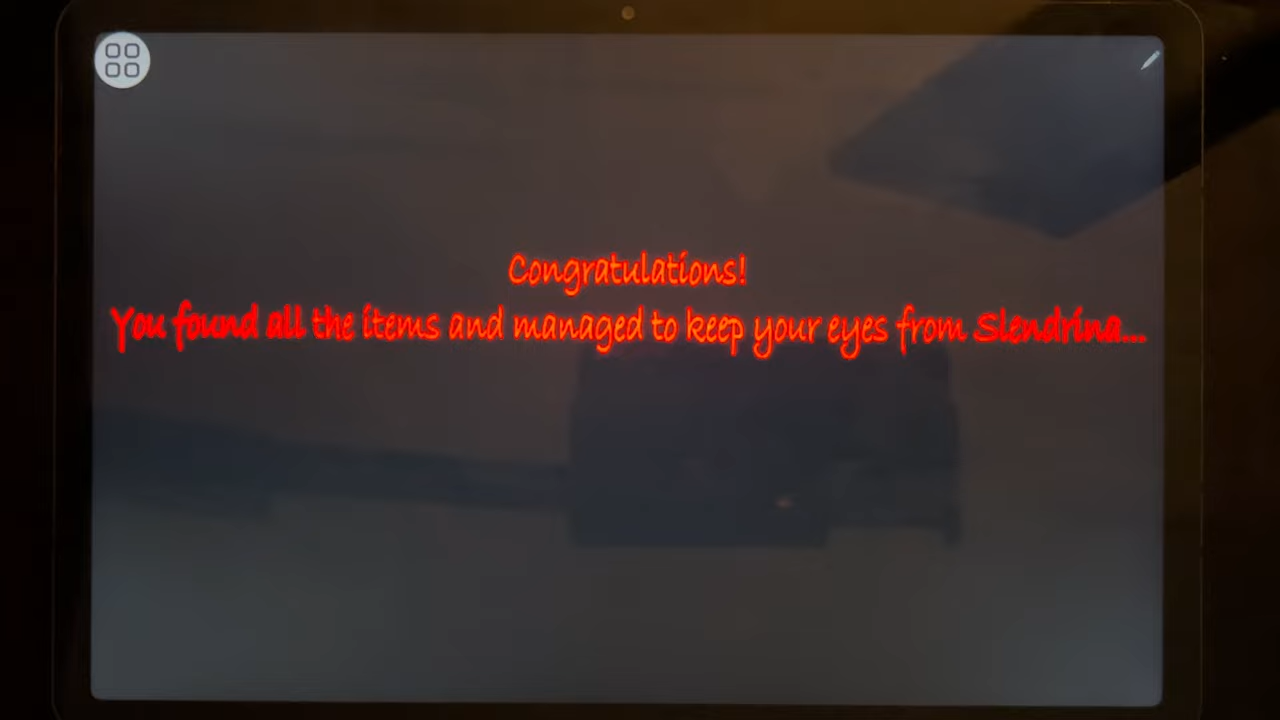 Congratulations!
You found all the items and managed to keep your eyes from Slendrina...